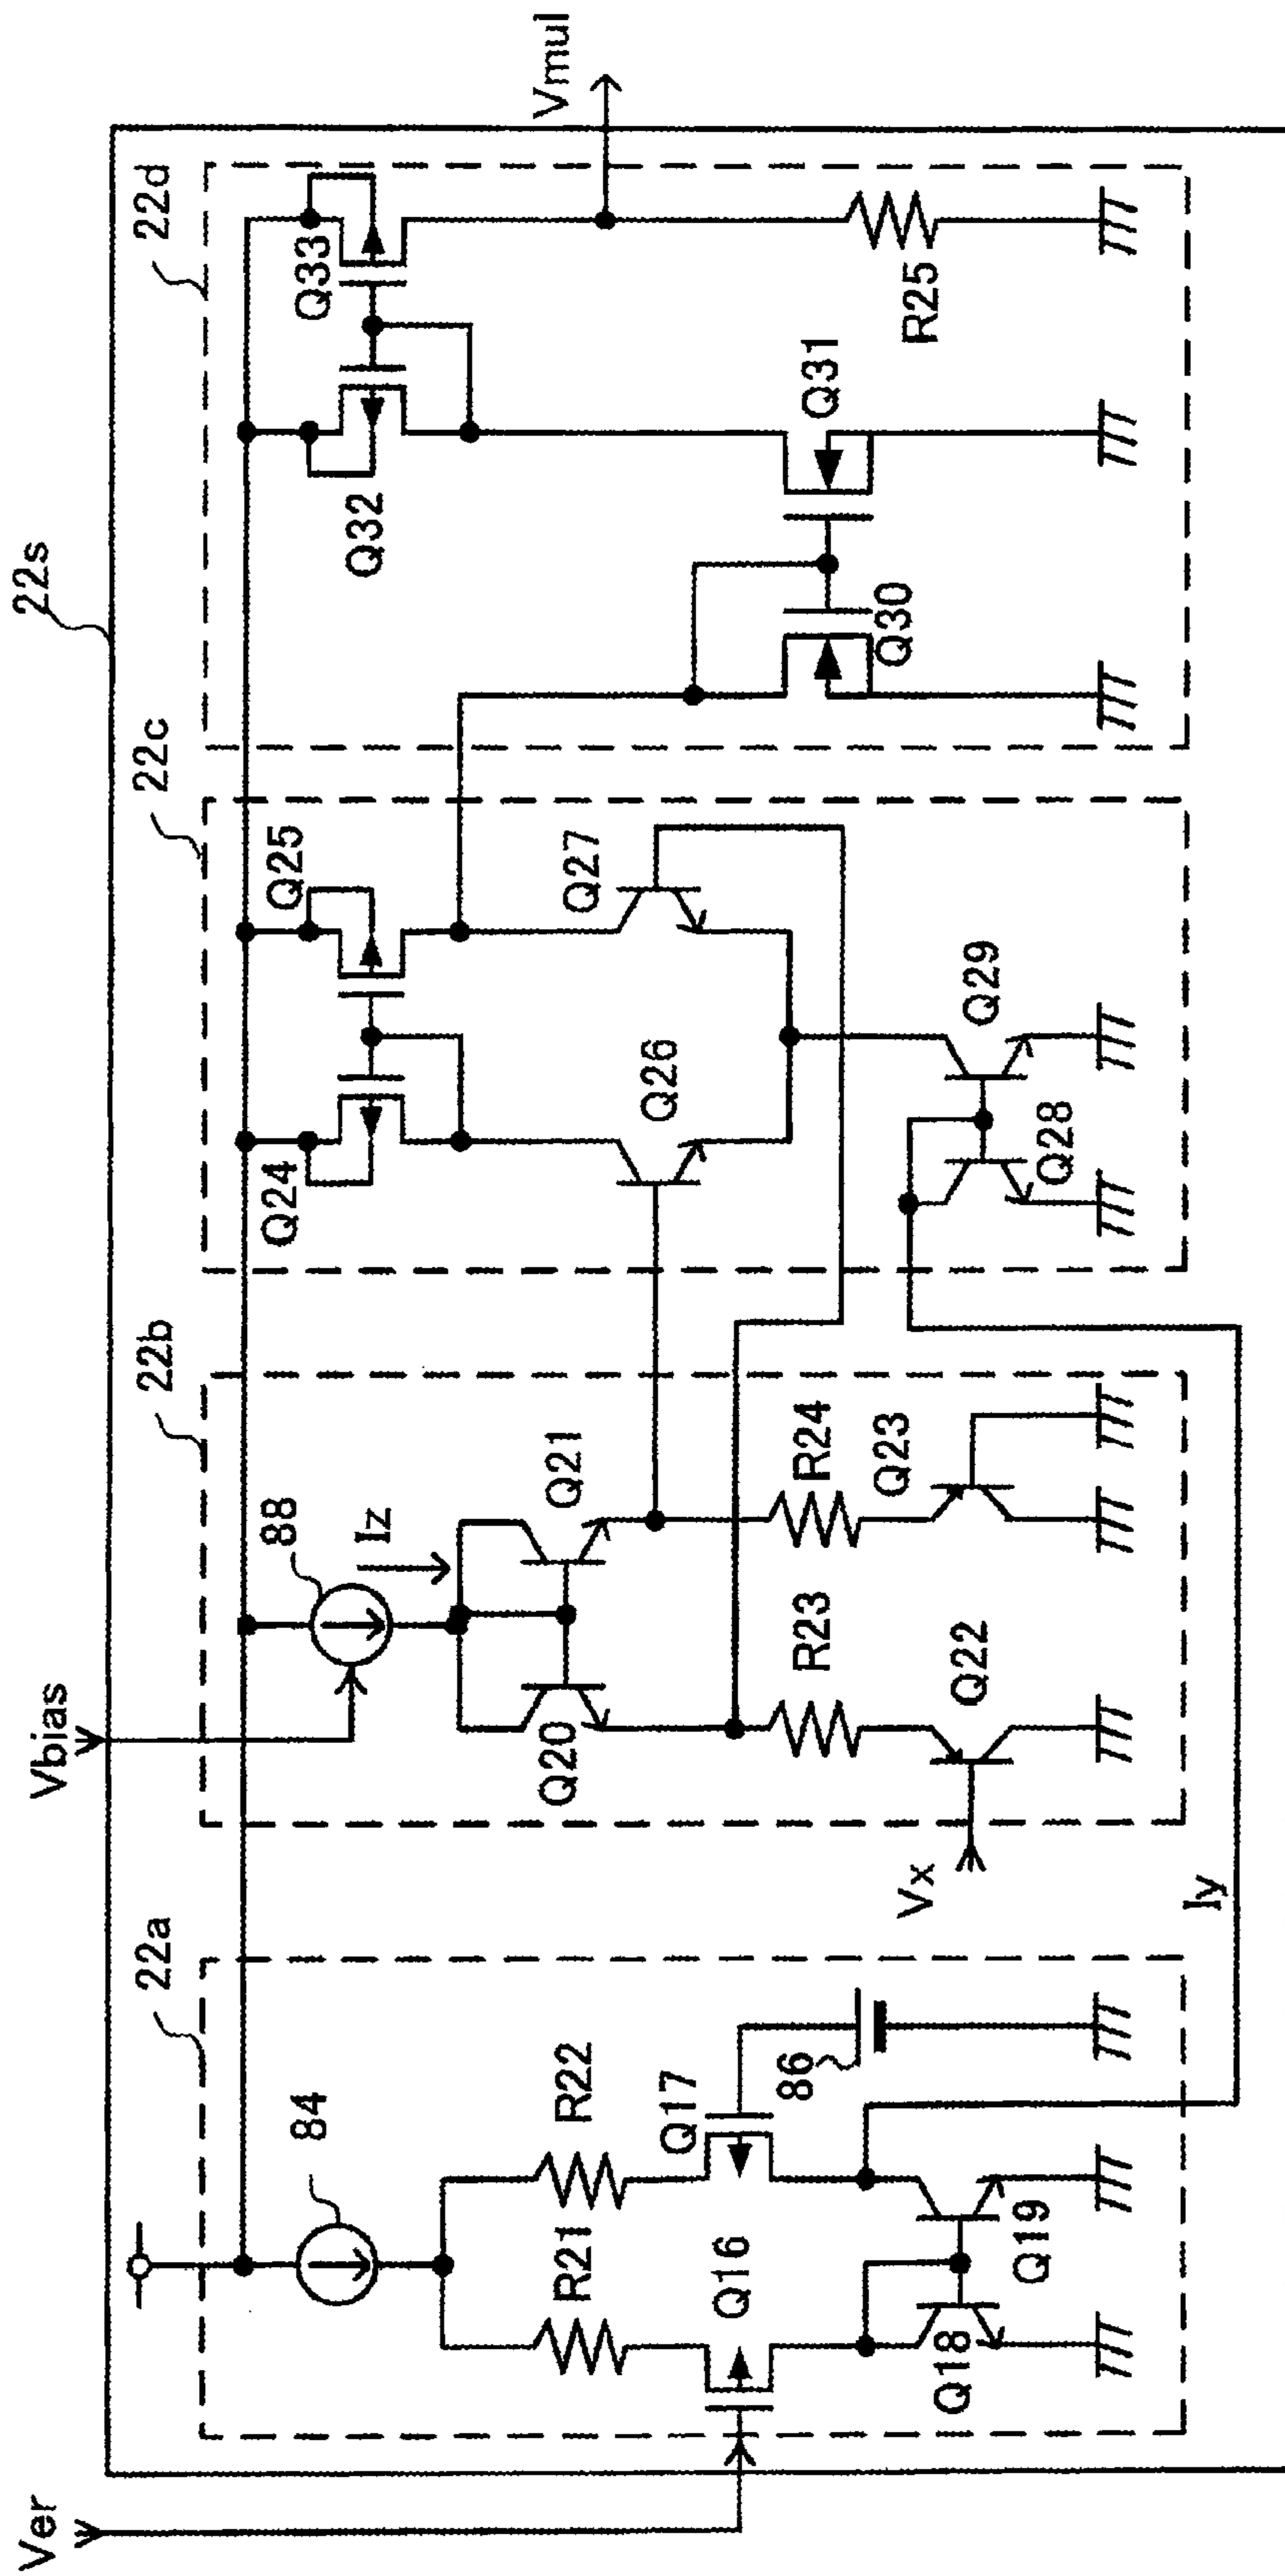 22s
Vbias
Ver
22a
22b
22c
22d
84
88
Iz
Q24
Q25
Q32
Q33
Vmul
R21
R22
Q20
Q21
Q26
Q27
Q16
Q17
86
R23
R24
Q30
Q31
R25
Vx
Q22
Q23
Q28
Q29
Q18
Q19
Iy